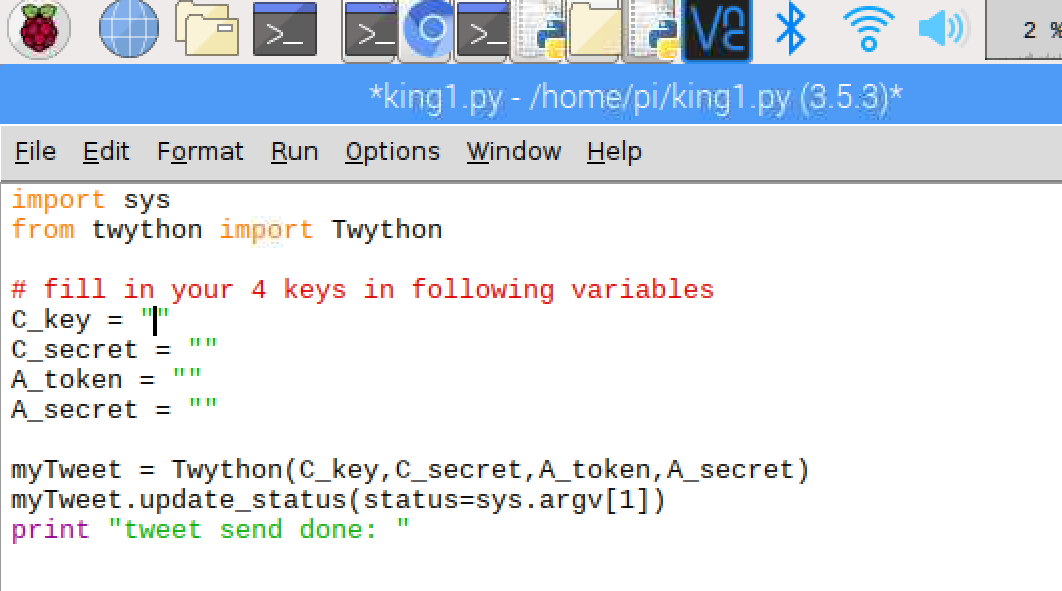 >_
>_
>_
VNC
2 %
*king1.py - /home/pi/king1.py (3.5.3)*
File Edit Format Run Options Window Help
import sys
from twython import Twython
# fill in your 4 keys in following variables
C_key = ""
C_secret = ""
A_token = ""
A_secret = ""
myTweet = Twython(C_key,C_secret,A_token,A_secret)
myTweet.update_status(status=sys.argv[1])
print "tweet send done: "